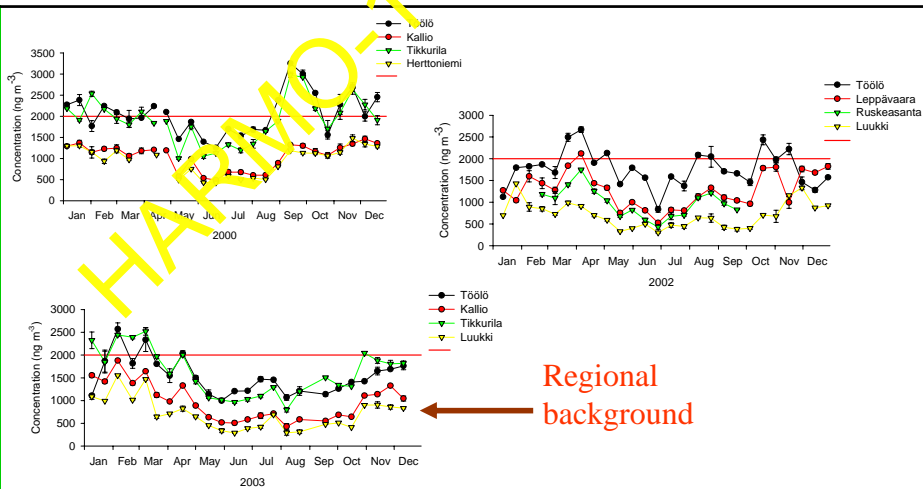 Töölö
Kallio
Tikkurila
Herttoniemi
Concentration (ng m⁻³)
3500
3000
2500
2000
1500
1000
500
0
Jan Feb Mar Apr May Jun Jul Aug Sep Oct Nov Dec
2000
Töölö
Leppävaara
Ruskeasanta
Luukki
Concentration (ng m⁻³)
3000
2500
2000
1500
1000
500
0
Jan Feb Mar Apr May Jun Jul Aug Sep Oct Nov Dec
2002
Töölö
Kallio
Tikkurila
Luukki
Concentration (ng m⁻³)
3000
2500
2000
1500
1000
500
0
Jan Feb Mar Apr May Jun Jul Aug Sep Oct Nov Dec
2003
Regional
background
HARMO-